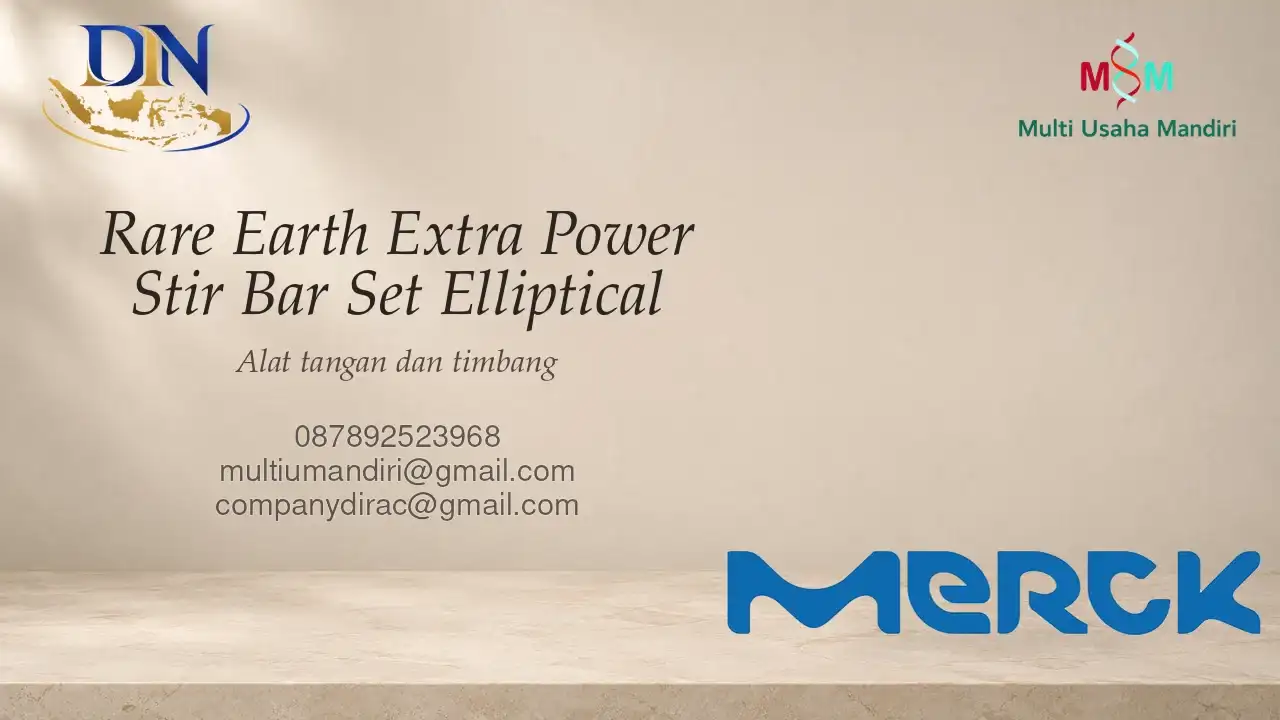 DIN
MSM
Multi Usaha Mandiri
Rare Earth Extra Power
Stir Bar Set Elliptical
Alat tangan dan timbang
087892523968
multiumandiri@gmail.com
companydirac@gmail.com
MERCK